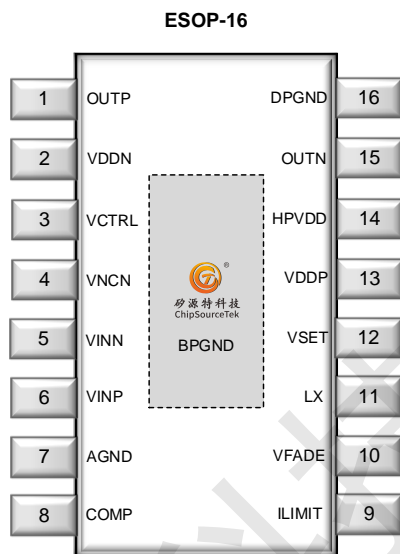 ESOP-16
1 OUTP DPGND 16
2 VDDN OUTN 15
3 VCTRL HPVDD 14
4 VNCN VDDP 13
5 VINN VSET 12
6 VINP LX 11
7 AGND VFADE 10
8 COMP ILIMIT 9
®
矽源特科技
ChipSourceTek
BPGND